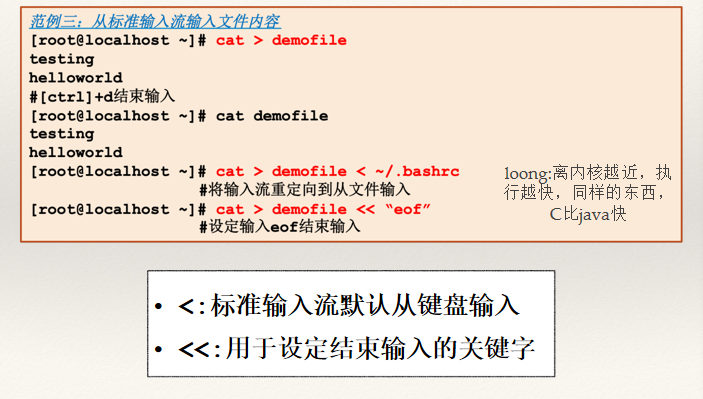 范例三：从标准输入流输入文件内容
[root@localhost ~]# cat > demofile
testing
helloworld
#[ctrl]+d结束输入
[root@localhost ~]# cat demofile
testing
helloworld
[root@localhost ~]# cat > demofile < ~/.bashrc
#将输入流重定向到从文件输入
[root@localhost ~]# cat > demofile << “eof”
#设定输入eof结束输入
loong:离内核越近，执
行越快，同样的东西，
C比java快
• <:标准输入流默认从键盘输入
• <<:用于设定结束输入的关键字